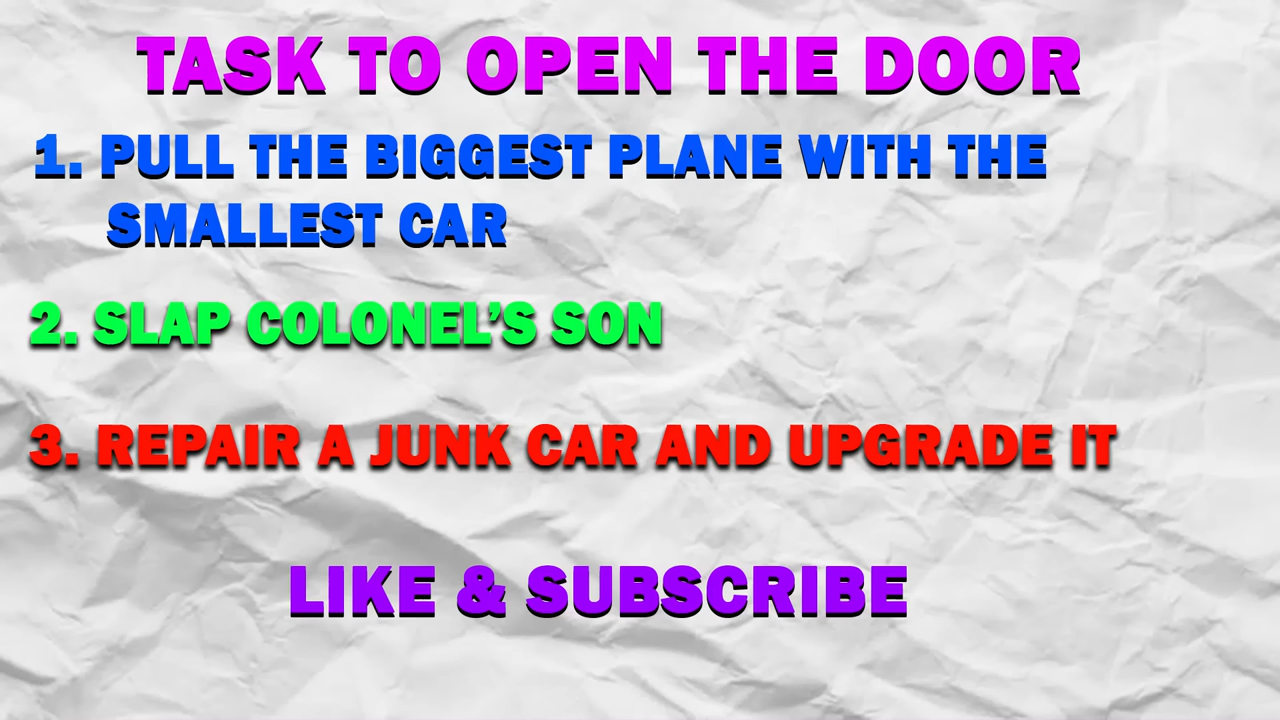 TASK TO OPEN THE DOOR
1. PULL THE BIGGEST PLANE WITH THE
SMALLEST CAR
2. SLAP COLONEL’S SON
3. REPAIR A JUNK CAR AND UPGRADE IT
LIKE & SUBSCRIBE